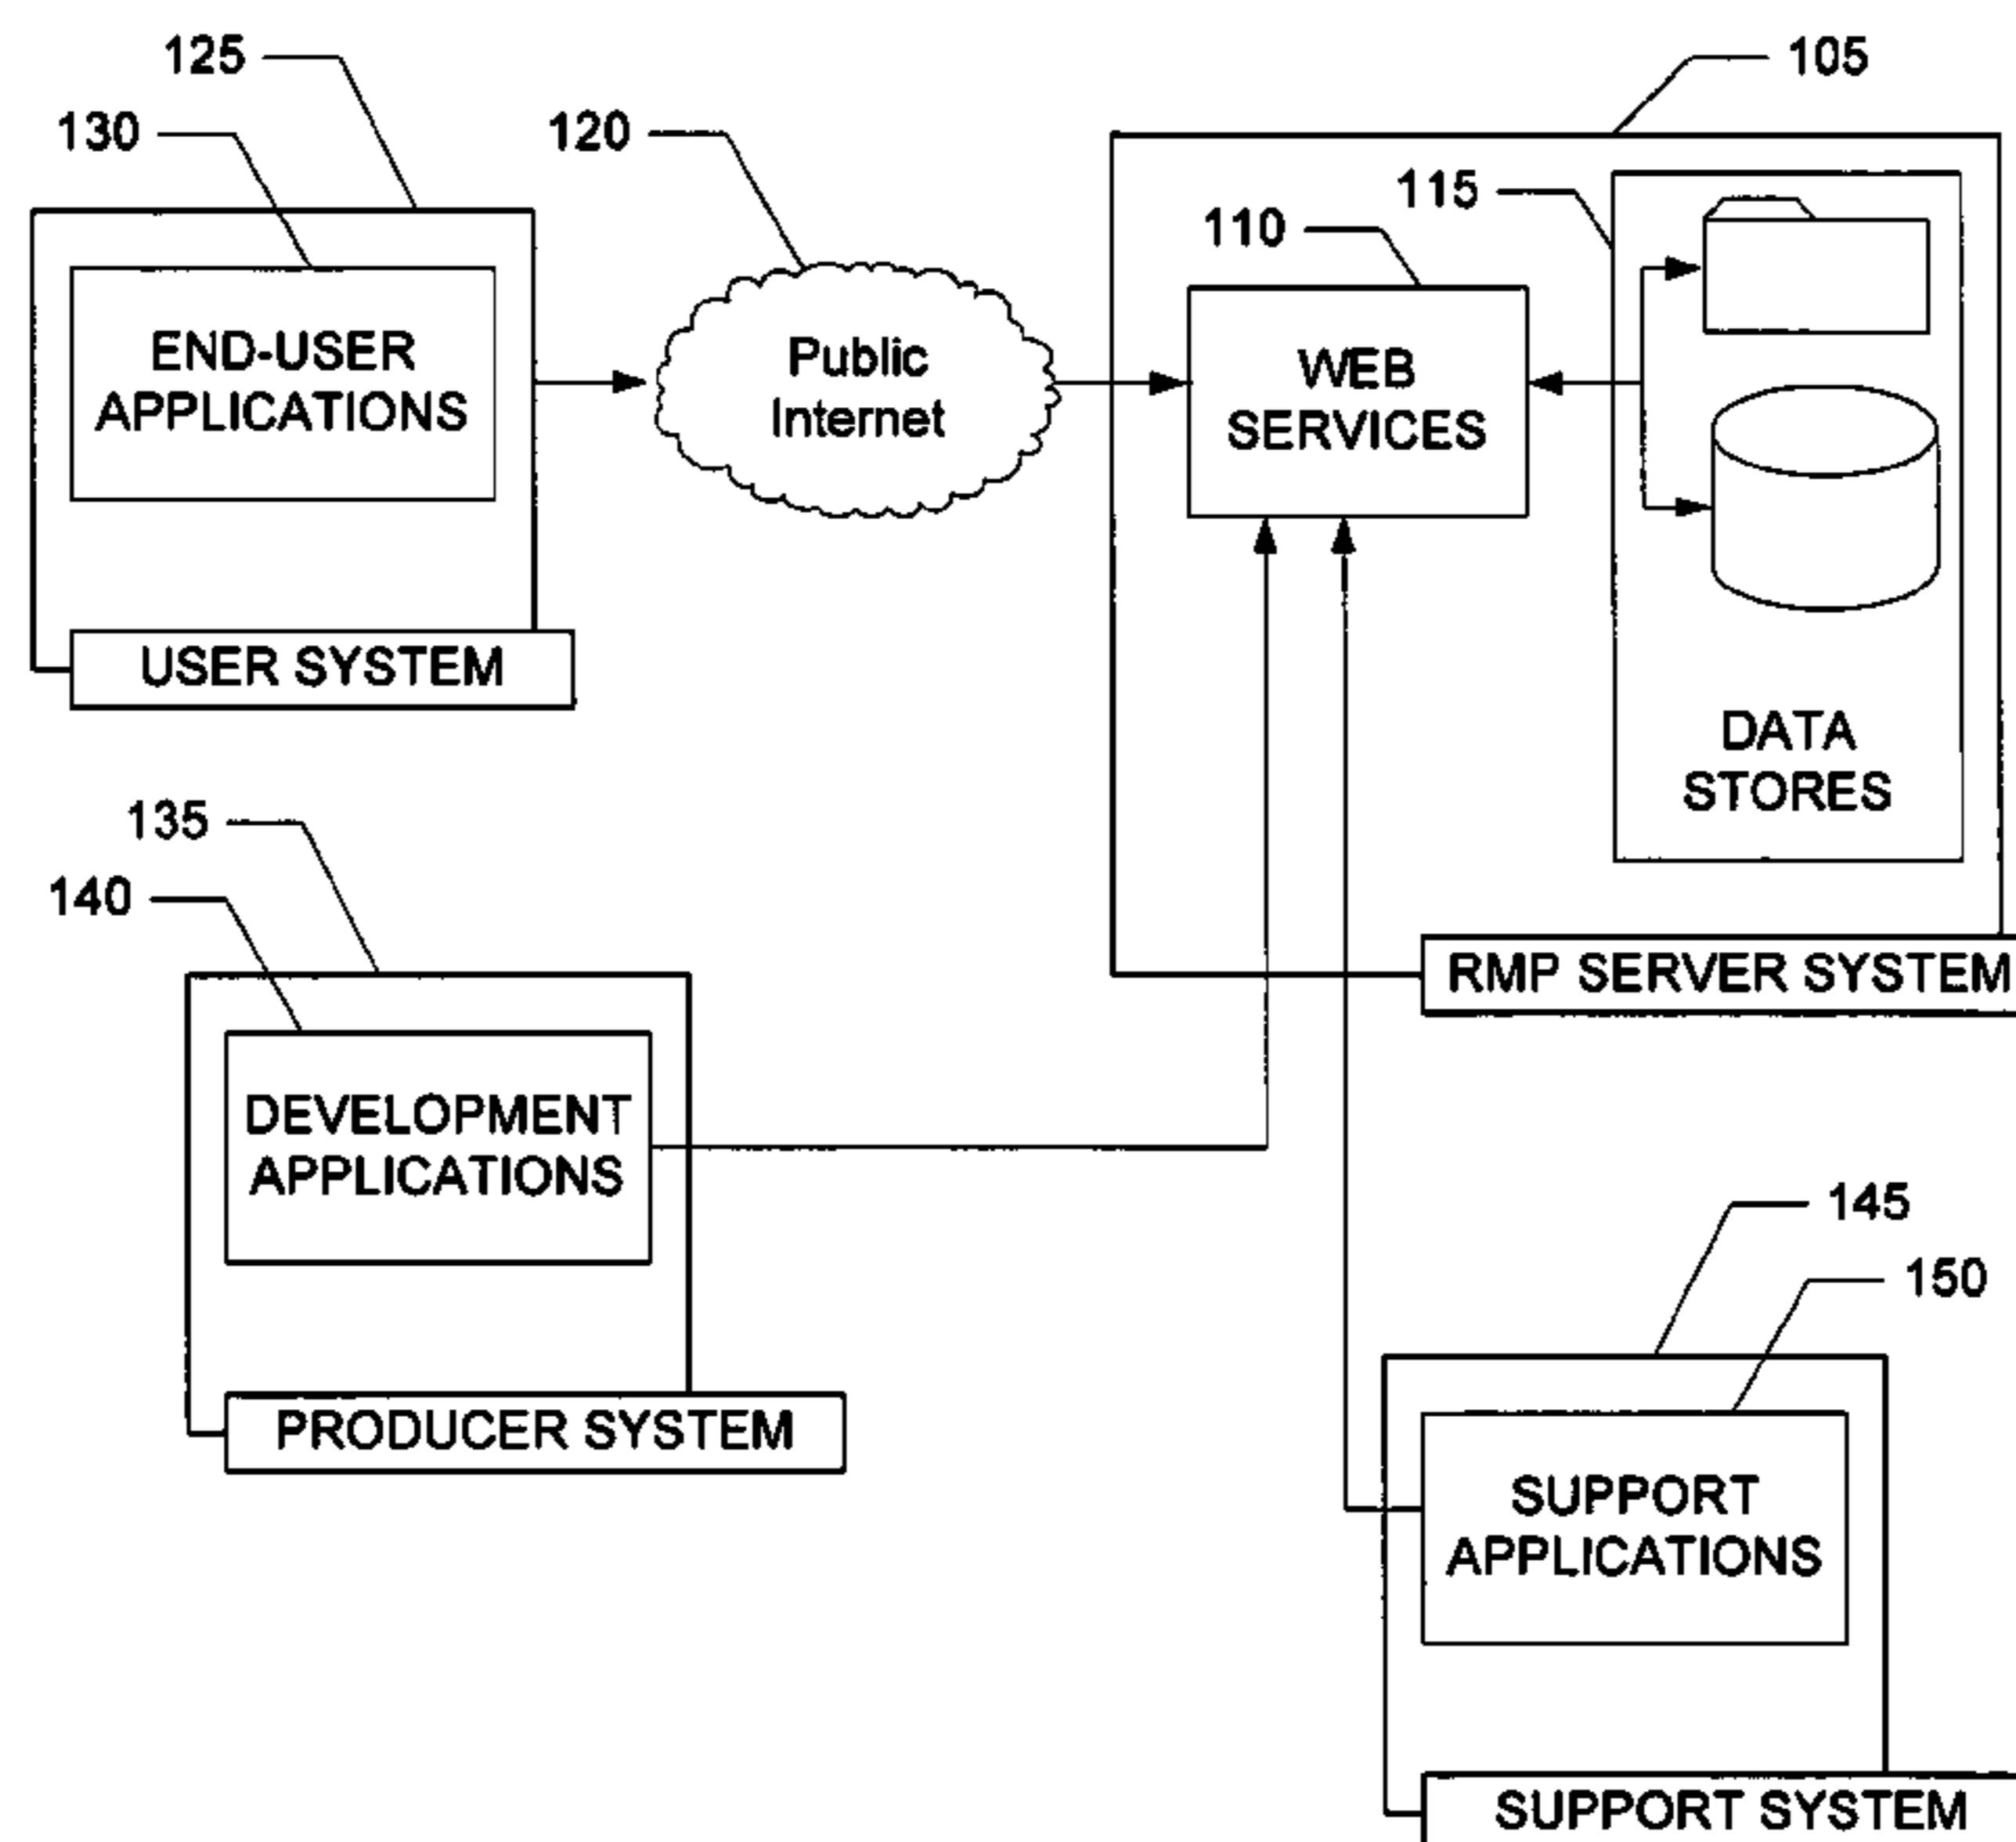 125
105
130
120
115
110
END-USER
APPLICATIONS
Public
Internet
WEB
SERVICES
USER SYSTEM
DATA
STORES
135
140
RMP SERVER SYSTEM
DEVELOPMENT
APPLICATIONS
145
150
PRODUCER SYSTEM
SUPPORT
APPLICATIONS
SUPPORT SYSTEM